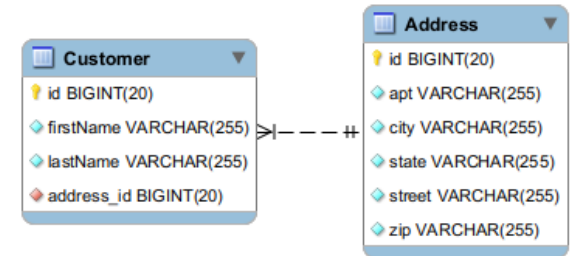 Customer
id BIGINT(20)
firstName VARCHAR(255)
lastName VARCHAR(255)
address_id BIGINT(20)
Address
id BIGINT(20)
apt VARCHAR(255)
city VARCHAR(255)
state VARCHAR(255)
street VARCHAR(255)
zip VARCHAR(255)